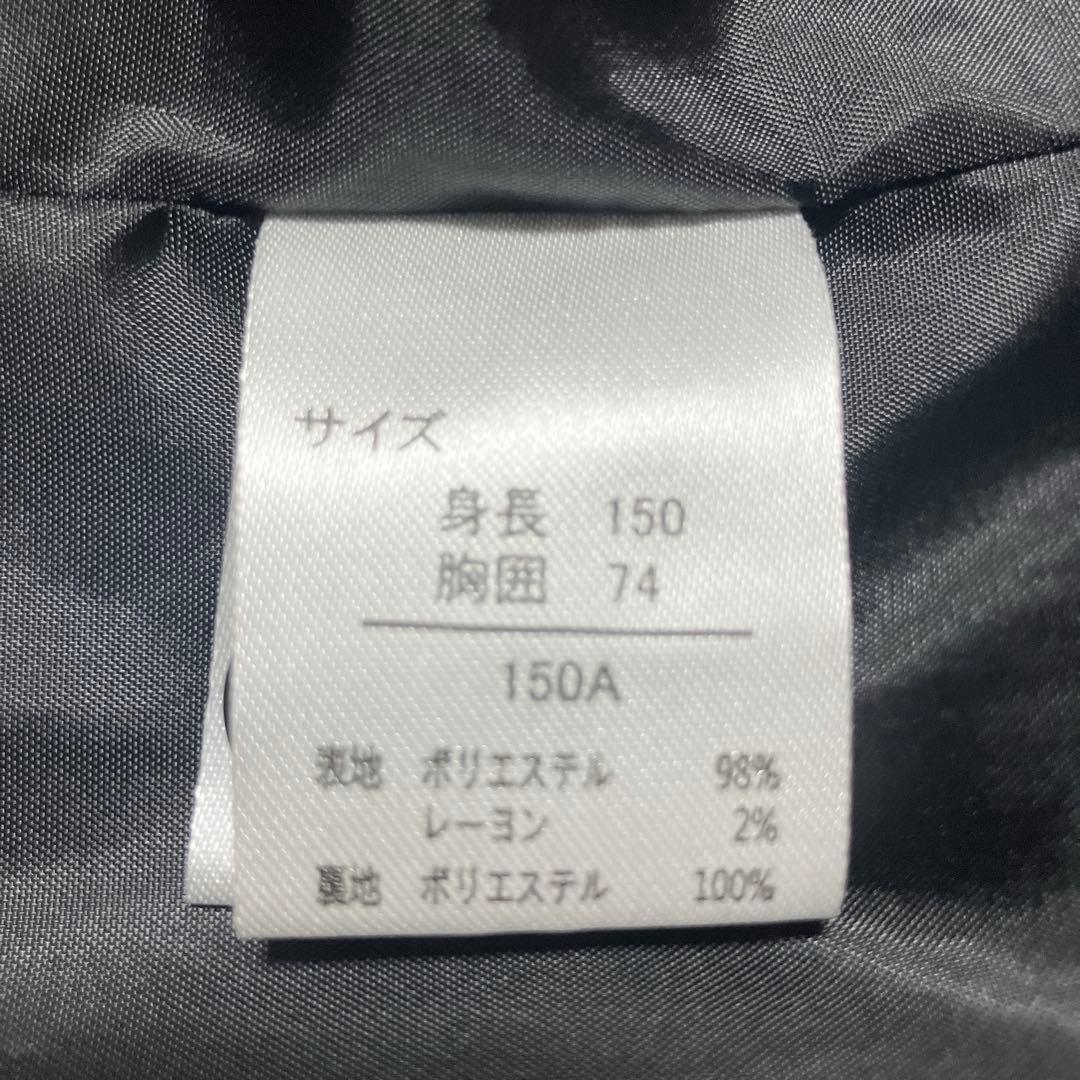 サイズ
身長 150
胸囲 74
150A
表地 ポリエステル 98%
レーヨン 2%
裏地 ポリエステル 100%